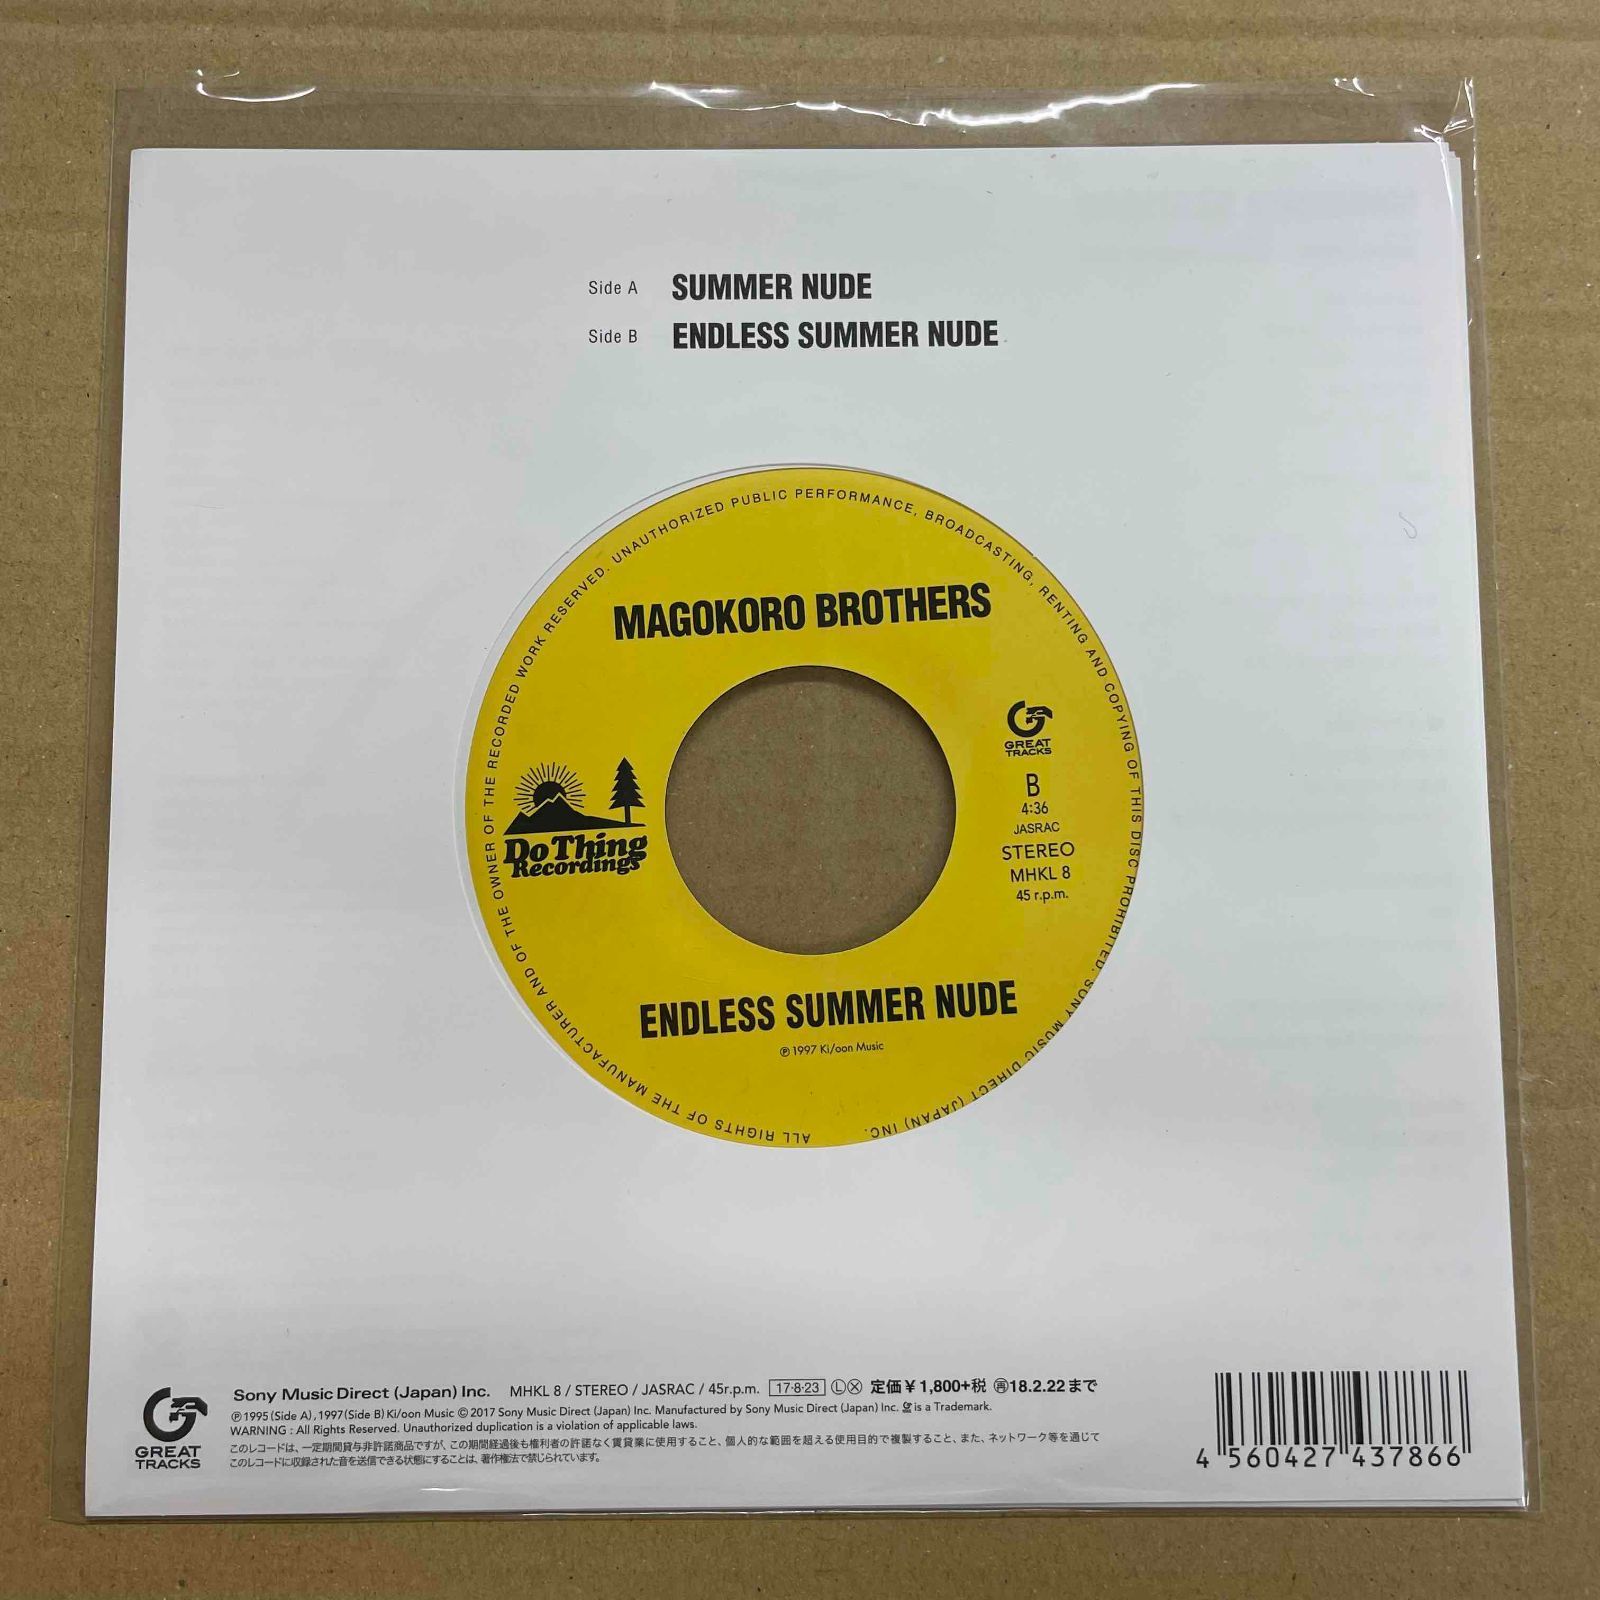 Side A SUMMER NUDE
Side B ENDLESS SUMMER NUDE
ALL RIGHTS OF THE MANUFACTURER AND OF THE OWNER OF THE RECORDED WORK RESERVED. UNAUTHORIZED PUBLIC PERFORMANCE, BROADCASTING, RENTING AND COPYING OF THIS DISC PROHIBITED. SONY MUSIC DIRECT (JAPAN) INC.
MAGOKORO BROTHERS
Do Thing
Recordings
GREAT
TRACKS
B
4:36
JASRAC
STEREO
MHKL 8
45 r.p.m.
ENDLESS SUMMER NUDE
℗ 1997 Ki/oon Music
GREAT
TRACKS
Sony Music Direct (Japan) Inc. MHKL 8 / STEREO / JASRAC / 45r.p.m. 17·8·23 Ⓛ Ⓧ 定価¥1,800+税 ㊢18.2.22まで
℗1995 (Side A), 1997(Side B) Ki/oon Music © 2017 Sony Music Direct (Japan) Inc. Manufactured by Sony Music Direct (Japan) Inc. is a Trademark.
WARNING : All Rights Reserved. Unauthorized duplication is a violation of applicable laws.
このレコードは、一定期間貸与非許諾商品ですが、この期間経過後も権利者の許諾なく賃貸業に使用すること、個人的な範囲を超える使用目的で複製すること、また、ネットワーク等を通じて
このレコードに収録された音を送信できる状態にすることは、著作権法で禁じられています。
4 560427 437866